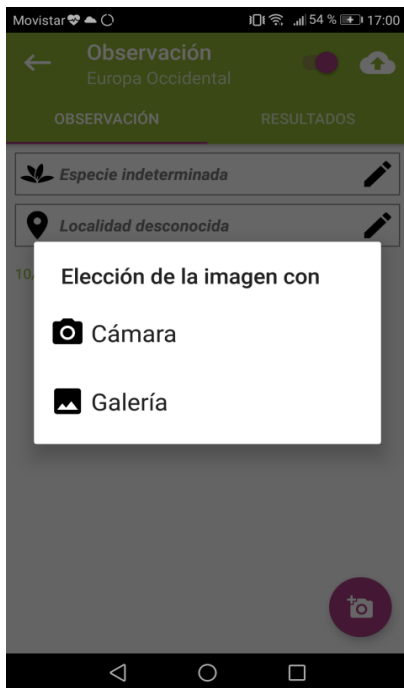 Movistar 54 % 17:00
Observación
Europa Occidental
OBSERVACIÓN RESULTADOS
Especie indeterminada
Localidad desconocida
10/
Elección de la imagen con
Cámara
Galería